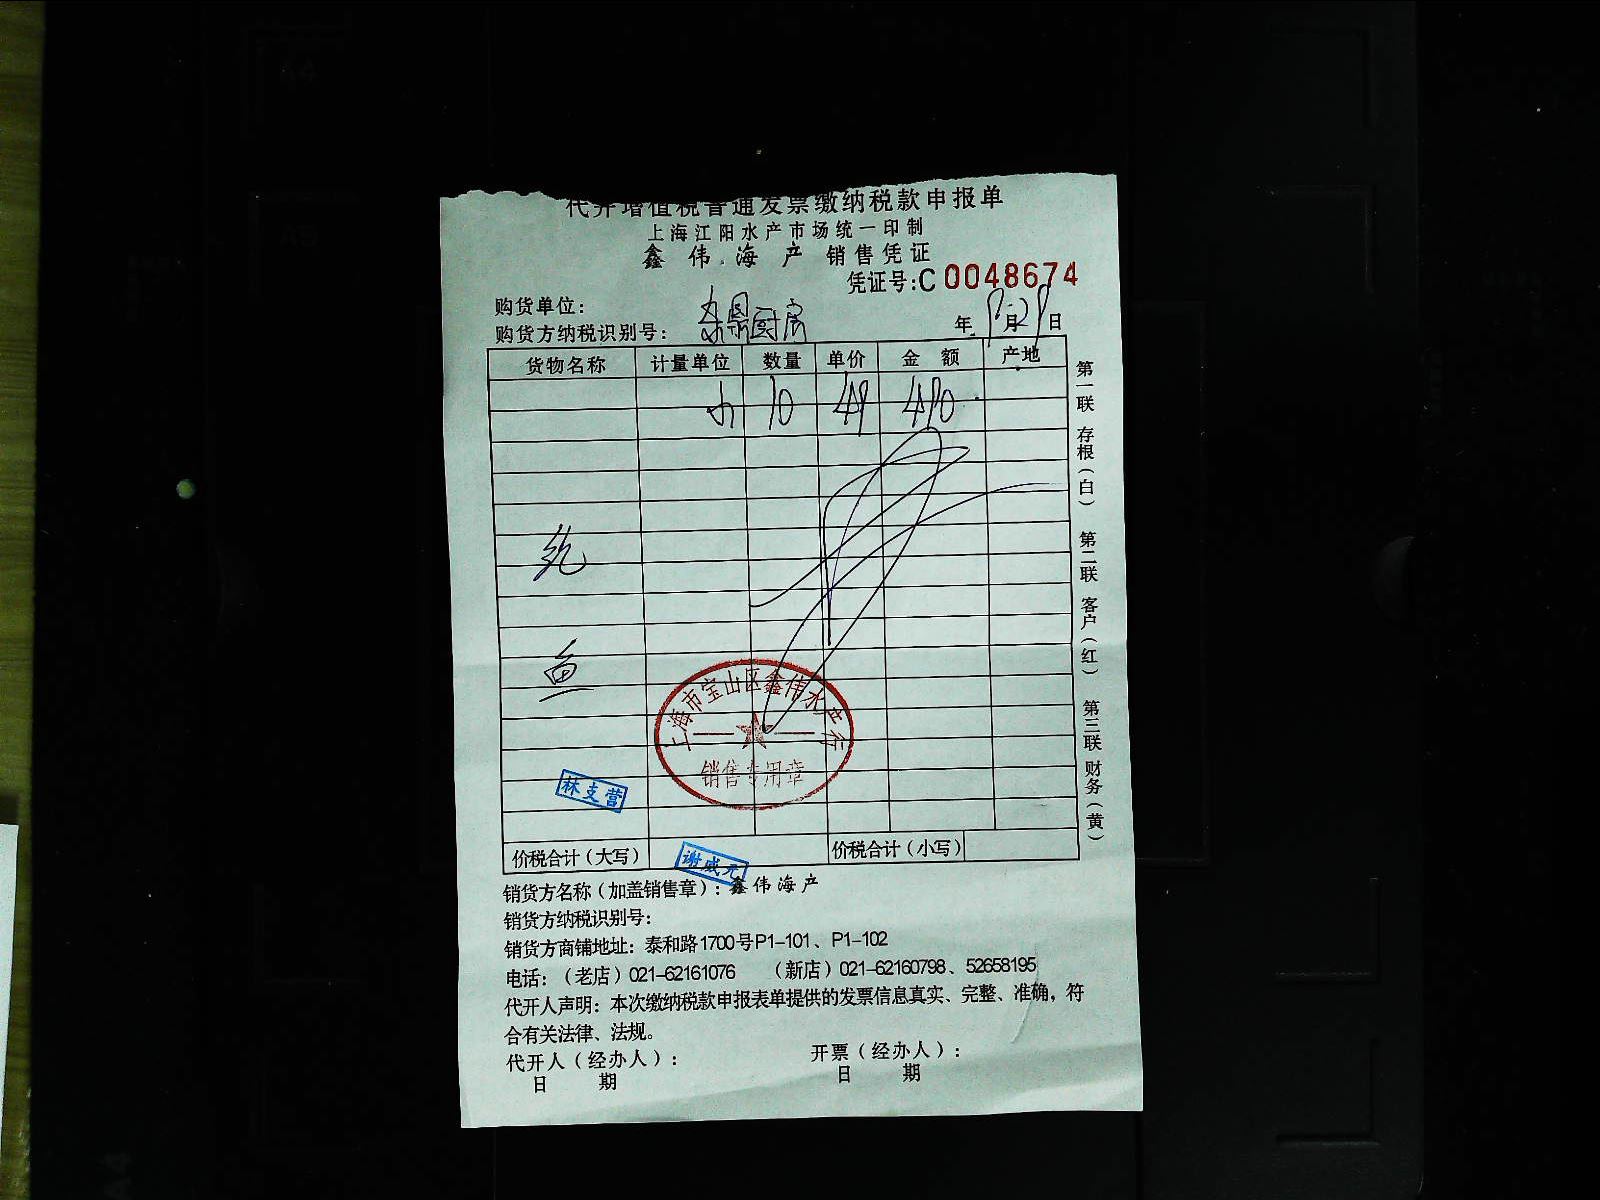 代开增值税普通发票缴纳税款申报单
上海江阳水产市场统一印制
鑫伟海产 销售凭证
凭证号:C 0048674
购货单位:
购货方纳税识别号: 厨房
年 9 月 29 日
货物名称 计量单位 数量 单价 金 额 产地
10 49 490
鱼
上海市宝山区鑫伟水产行
销售专用章
林支营
价税合计(大写) 价税合计(小写)
谢威元
销货方名称(加盖销售章): 鑫伟海产
销货方纳税识别号:
销货方商铺地址: 泰和路1700号P1-101、P1-102
电话:(老店)021-62161076 (新店)021-62160798、52658195
代开人声明: 本次缴纳税款申报表单提供的发票信息真实、完整、准确,符
合有关法律、法规。
代开人(经办人): 开票(经办人):
日 期 日 期
第一联 存根(白) 第二联 客户(红) 第三联 财务(黄)